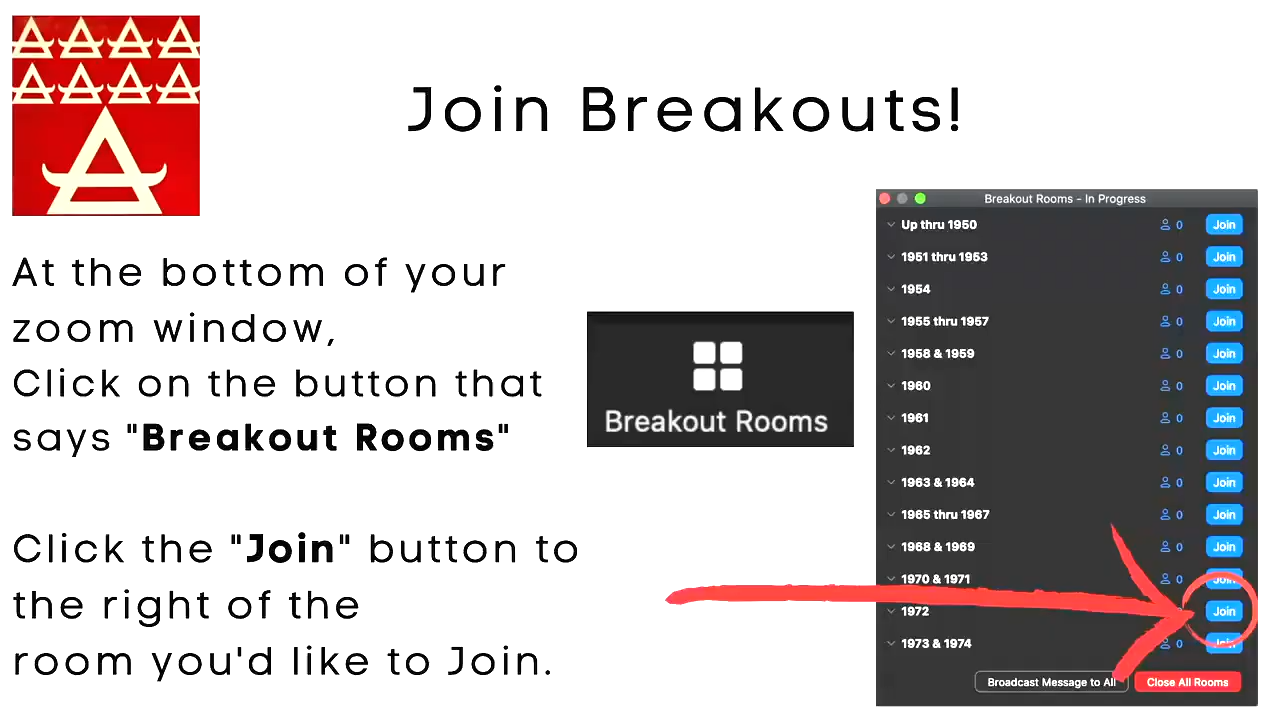 Join Breakouts!
At the bottom of your
zoom window,
Click on the button that
says "Breakout Rooms"
Click the "Join" button to
the right of the
room you'd like to Join.
Breakout Rooms
Breakout Rooms - In Progress
Up thru 1950 0 Join
1951 thru 1953 0 Join
1954 0 Join
1955 thru 1957 0 Join
1958 & 1959 0 Join
1960 0 Join
1961 0 Join
1962 0 Join
1963 & 1964 0 Join
1965 thru 1967 0 Join
1968 & 1969 0 Join
1970 & 1971 0 Join
1972 Join
1973 & 1974 0 Join
Broadcast Message to All Close All Rooms